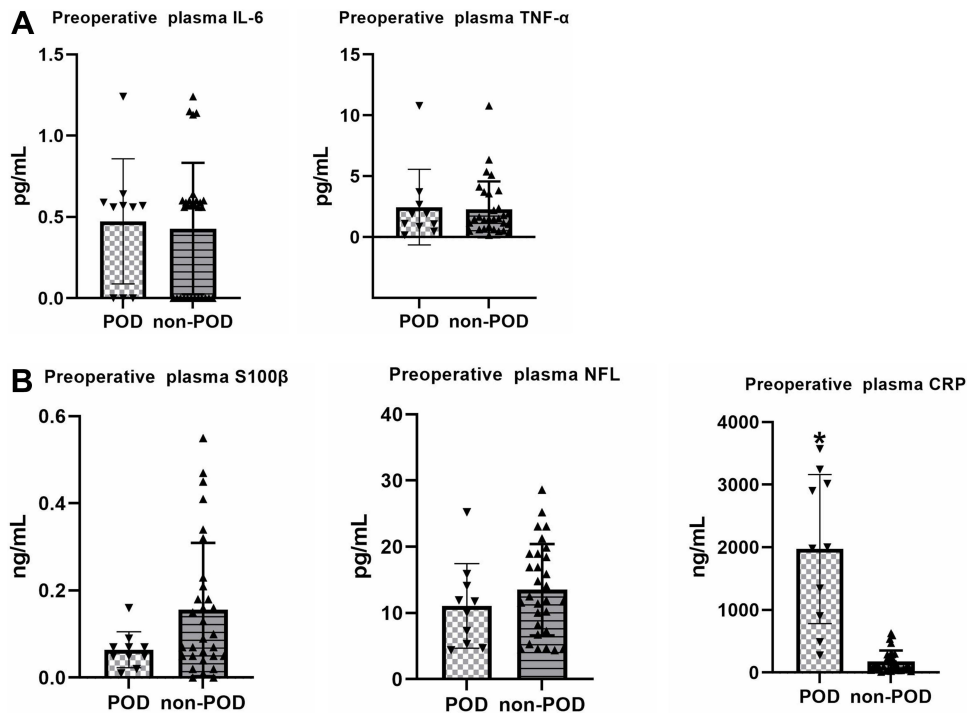 A
Preoperative plasma IL-6
pg/mL
1.5
1.0
0.5
0.0
POD non-POD
Preoperative plasma TNF-α
pg/mL
15
10
5
0
POD non-POD
B
Preoperative plasma S100β
ng/mL
0.6
0.4
0.2
0.0
POD non-POD
Preoperative plasma NFL
pg/mL
40
30
20
10
0
POD non-POD
Preoperative plasma CRP
ng/mL
4000
3000
2000
1000
0
*
POD non-POD